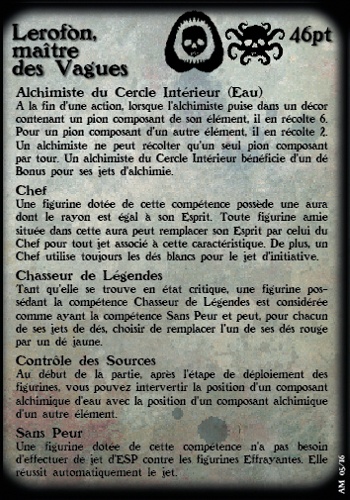 Lerofòn,
maître
des Vagues
46pt
Alchimiste du Cercle Intérieur (Eau)
A la fin d'une action, lorsque l'alchimiste puise dans un décor
contenant un pion composant de son élément, il en récolte 6.
Pour un pion composant d'un autre élément, il en récolte 2.
Un alchimiste ne peut récolter qu'un seul pion composant
par tour. Un alchimiste du Cercle Intérieur bénéficie d'un dé
Bonus pour ses jets d'alchimie.
Chef
Une figurine dotée de cette compétence possède une aura
dont le rayon est égal à son Esprit. Toute figurine amie
située dans cette aura peut remplacer son Esprit par celui du
Chef pour tout jet associé à cette caractéristique. De plus, un
Chef utilise toujours les dés blancs pour le jet d'initiative.
Chasseur de Légendes
Tant qu'elle se trouve en état critique, une figurine pos-
sédant la compétence Chasseur de Légendes est considérée
comme ayant la compétence Sans Peur et peut, pour chacun
de ses jets de dés, choisir de remplacer l'un de ses dés rouge
par un dé jaune.
Contrôle des Sources
Au début de la partie, après l'étape de déploiement des
figurines, vous pouvez intervertir la position d'un composant
alchimique d'eau avec la position d'un composant alchimique
d'un autre élément.
Sans Peur
Une figurine dotée de cette compétence n'a pas besoin
d'effectuer de jet d'ESP contre les figurines Effrayantes. Elle
réussit automatiquement le jet.
AM 05/16